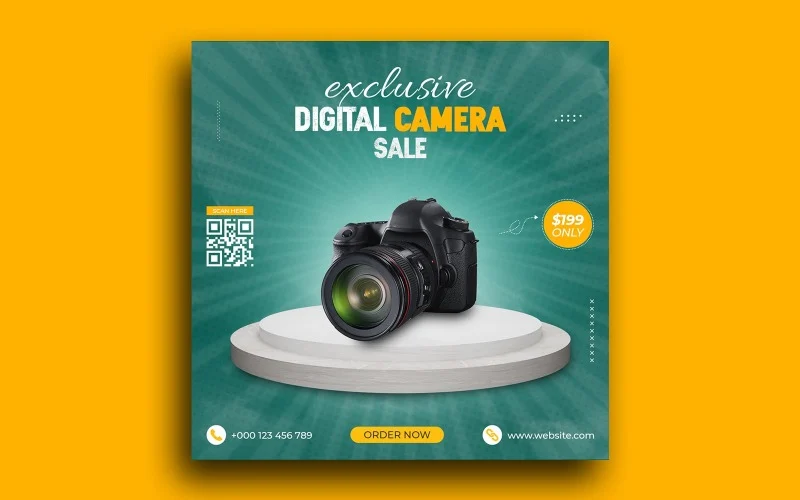 exclusive
DIGITAL CAMERA
SALE
SCAN HERE
$199
ONLY
+000 123 456 789
ORDER NOW
www.website.com